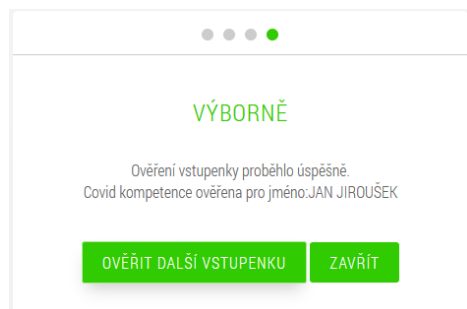 VÝBORNĚ
Ověření vstupenky proběhlo úspěšně.
Covid kompetence ověřena pro jméno:JAN JIROUŠEK
OVĚŘIT DALŠÍ VSTUPENKU
ZAVŘÍT